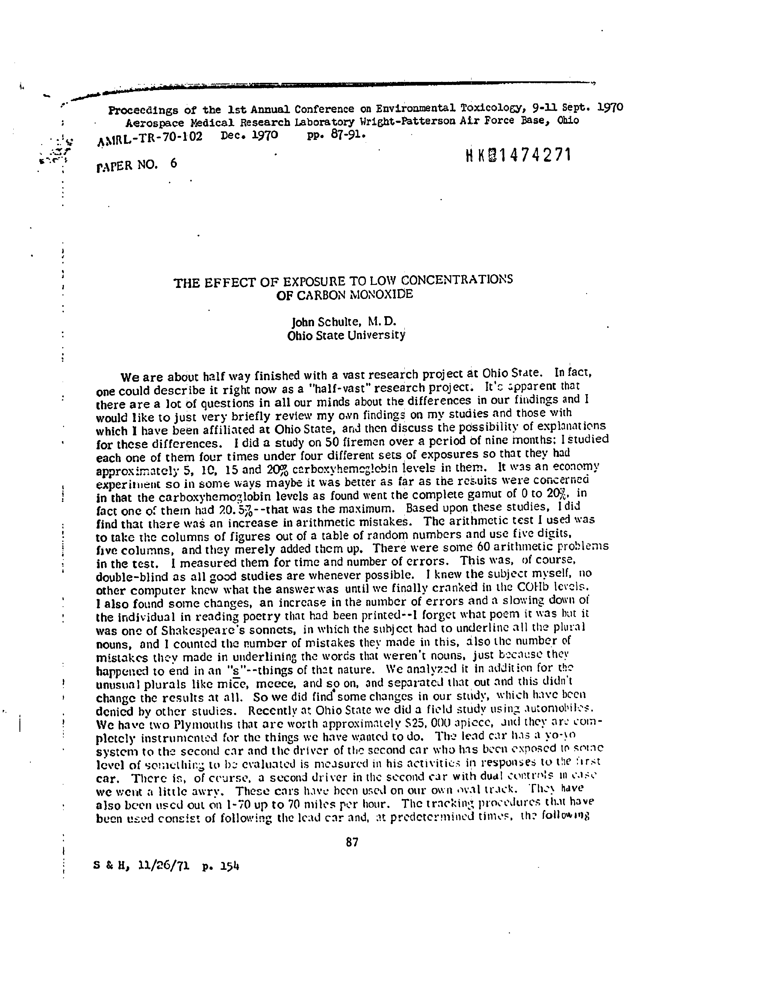 Proceedings of the 1st Annual Conference on Environmental Toxicology, 9-11 Sept. 1970
Aerospace Medical Research Laboratory Wright-Patterson Air Force Base, Ohio
AMRL-TR-70-102 Dec. 1970 pp. 87-91.
PAPER NO. 6
HK01474271
THE EFFECT OF EXPOSURE TO LOW CONCENTRATIONS
OF CARBON MONOXIDE
John Schulte, M. D.
Ohio State University
We are about half way finished with a vast research project at Ohio State. In fact,
one could describe it right now as a "half-vast" research project. It's apparent that
there are a lot of questions in all our minds about the differences in our findings and I
would like to just very briefly review my own findings on my studies and those with
which I have been affiliated at Ohio State, and then discuss the possibility of explanations
for these differences. I did a study on 50 firemen over a period of nine months: I studied
each one of them four times under four different sets of exposures so that they had
approximately 5, 10, 15 and 20% carboxyhemoglobin levels in them. It was an economy
experiment so in some ways maybe it was better as far as the results were concerned
in that the carboxyhemoglobin levels as found went the complete gamut of 0 to 20%, in
fact one of them had 20.5%--that was the maximum. Based upon these studies, I did
find that there was an increase in arithmetic mistakes. The arithmetic test I used was
to take the columns of figures out of a table of random numbers and use five digits,
five columns, and they merely added them up. There were some 60 arithmetic problems
in the test. I measured them for time and number of errors. This was, of course,
double-blind as all good studies are whenever possible. I knew the subject myself, no
other computer knew what the answer was until we finally cranked in the COHb levels.
I also found some changes, an increase in the number of errors and a slowing down of
the individual in reading poetry that had been printed--I forget what poem it was but it
was one of Shakespeare's sonnets, in which the subject had to underline all the plural
nouns, and I counted the number of mistakes they made in this, also the number of
mistakes they made in underlining the words that weren't nouns, just because they
happened to end in an "s"--things of that nature. We analyzed it in addition for the
unusual plurals like mice, meece, and so on, and separated that out and this didn't
change the results at all. So we did find some changes in our study, which have been
denied by other studies. Recently at Ohio State we did a field study using automobiles.
We have two Plymouths that are worth approximately $25,000 apiece, and they are com-
pletely instrumented for the things we have wanted to do. The lead car has a yo-yo
system to the second car and the driver of the second car who has been exposed to some
level of something to be evaluated is measured in his activities in responses to the first
car. There is, of course, a second driver in the second car with dual controls in case
we went a little awry. These cars have been used on our own oval track. They have
also been used out on I-70 up to 70 miles per hour. The tracking procedures that have
been used consist of following the lead car and, at predetermined times, the following
87
S & H, 11/26/71 p. 154